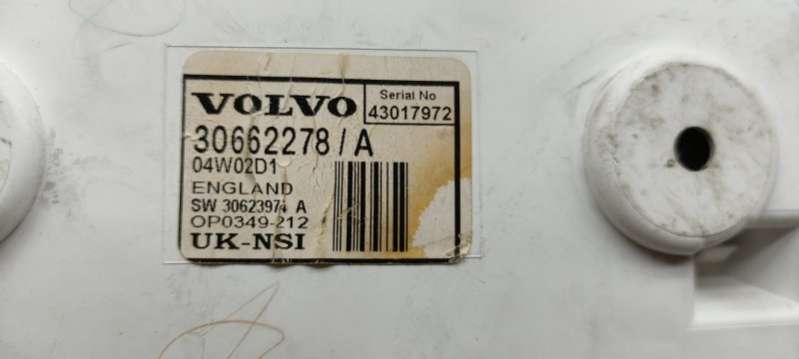 VOLVO
Serial No
43017972
30662278/A
04W02D1
ENGLAND
SW 30623974 A
OP0349-212
UK-NSI